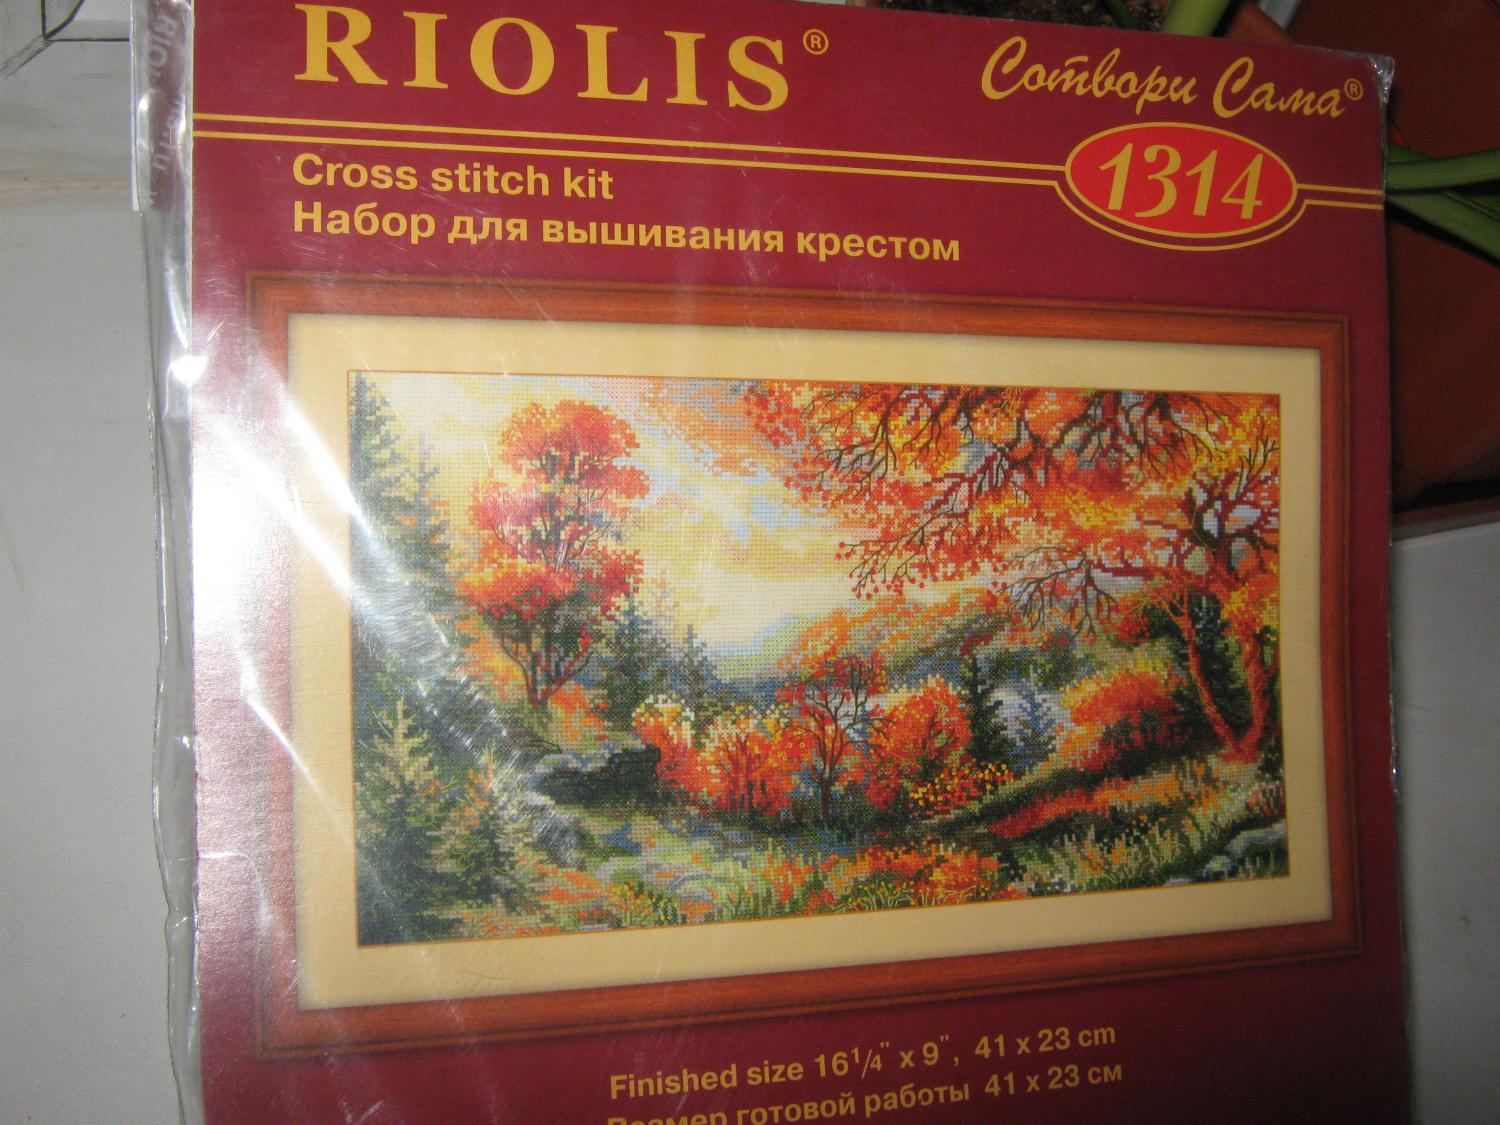 RIOLIS®
Сотвори Сама®
1314
Cross stitch kit
Набор для вышивания крестом
Finished size 16¼" x 9", 41 x 23 cm
Размер готовой работы 41 x 23 см